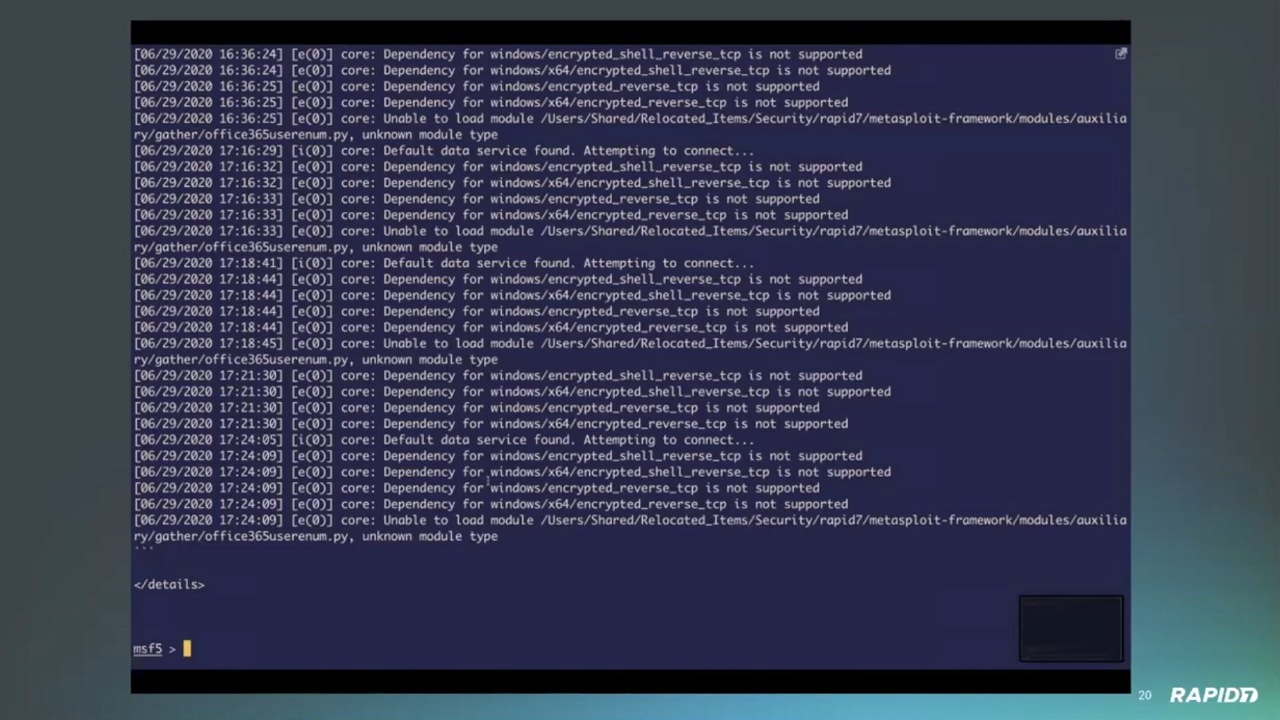 [06/29/2020 16:36:24] [e(0)] core: Dependency for windows/encrypted_shell_reverse_tcp is not supported
[06/29/2020 16:36:24] [e(0)] core: Dependency for windows/x64/encrypted_shell_reverse_tcp is not supported
[06/29/2020 16:36:25] [e(0)] core: Dependency for windows/encrypted_reverse_tcp is not supported
[06/29/2020 16:36:25] [e(0)] core: Dependency for windows/x64/encrypted_reverse_tcp is not supported
[06/29/2020 16:36:25] [e(0)] core: Unable to load module /Users/Shared/Relocated_Items/Security/rapid7/metasploit-framework/modules/auxilia
ry/gather/office365userenum.py, unknown module type
[06/29/2020 17:16:29] [i(0)] core: Default data service found. Attempting to connect...
[06/29/2020 17:16:32] [e(0)] core: Dependency for windows/encrypted_shell_reverse_tcp is not supported
[06/29/2020 17:16:32] [e(0)] core: Dependency for windows/x64/encrypted_shell_reverse_tcp is not supported
[06/29/2020 17:16:33] [e(0)] core: Dependency for windows/encrypted_reverse_tcp is not supported
[06/29/2020 17:16:33] [e(0)] core: Dependency for windows/x64/encrypted_reverse_tcp is not supported
[06/29/2020 17:16:33] [e(0)] core: Unable to load module /Users/Shared/Relocated_Items/Security/rapid7/metasploit-framework/modules/auxilia
ry/gather/office365userenum.py, unknown module type
[06/29/2020 17:18:41] [i(0)] core: Default data service found. Attempting to connect...
[06/29/2020 17:18:44] [e(0)] core: Dependency for windows/encrypted_shell_reverse_tcp is not supported
[06/29/2020 17:18:44] [e(0)] core: Dependency for windows/x64/encrypted_shell_reverse_tcp is not supported
[06/29/2020 17:18:44] [e(0)] core: Dependency for windows/encrypted_reverse_tcp is not supported
[06/29/2020 17:18:44] [e(0)] core: Dependency for windows/x64/encrypted_reverse_tcp is not supported
[06/29/2020 17:18:45] [e(0)] core: Unable to load module /Users/Shared/Relocated_Items/Security/rapid7/metasploit-framework/modules/auxilia
ry/gather/office365userenum.py, unknown module type
[06/29/2020 17:21:30] [e(0)] core: Dependency for windows/encrypted_shell_reverse_tcp is not supported
[06/29/2020 17:21:30] [e(0)] core: Dependency for windows/x64/encrypted_shell_reverse_tcp is not supported
[06/29/2020 17:21:30] [e(0)] core: Dependency for windows/encrypted_reverse_tcp is not supported
[06/29/2020 17:21:30] [e(0)] core: Dependency for windows/x64/encrypted_reverse_tcp is not supported
[06/29/2020 17:24:05] [i(0)] core: Default data service found. Attempting to connect...
[06/29/2020 17:24:09] [e(0)] core: Dependency for windows/encrypted_shell_reverse_tcp is not supported
[06/29/2020 17:24:09] [e(0)] core: Dependency for windows/x64/encrypted_shell_reverse_tcp is not supported
[06/29/2020 17:24:09] [e(0)] core: Dependency for windows/encrypted_reverse_tcp is not supported
[06/29/2020 17:24:09] [e(0)] core: Dependency for windows/x64/encrypted_reverse_tcp is not supported
[06/29/2020 17:24:09] [e(0)] core: Unable to load module /Users/Shared/Relocated_Items/Security/rapid7/metasploit-framework/modules/auxilia
ry/gather/office365userenum.py, unknown module type
```
</details>
msf5 >
20
RAPID7